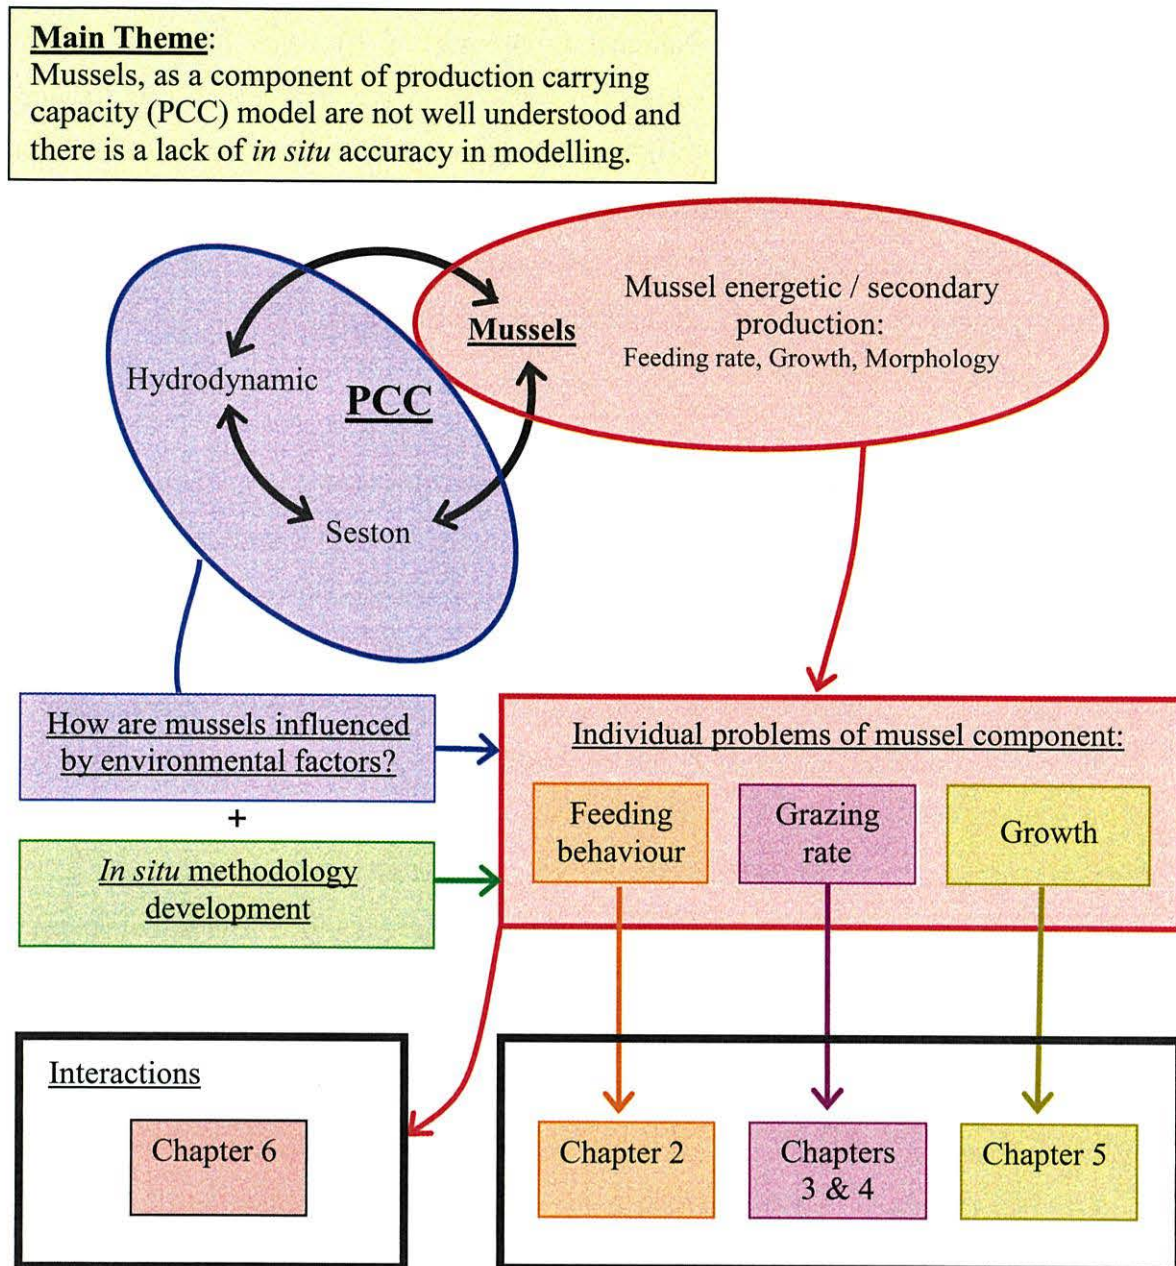 Main Theme:
Mussels, as a component of production carrying
capacity (PCC) model are not well understood and
there is a lack of in situ accuracy in modelling.
Mussel energetic / secondary
production:
Feeding rate, Growth, Morphology
Mussels
Hydrodynamic
PCC
Seston
How are mussels influenced
by environmental factors?
+
In situ methodology
development
Individual problems of mussel component:
Feeding
behaviour
Grazing
rate
Growth
Interactions
Chapter 6
Chapter 2
Chapters
3 & 4
Chapter 5